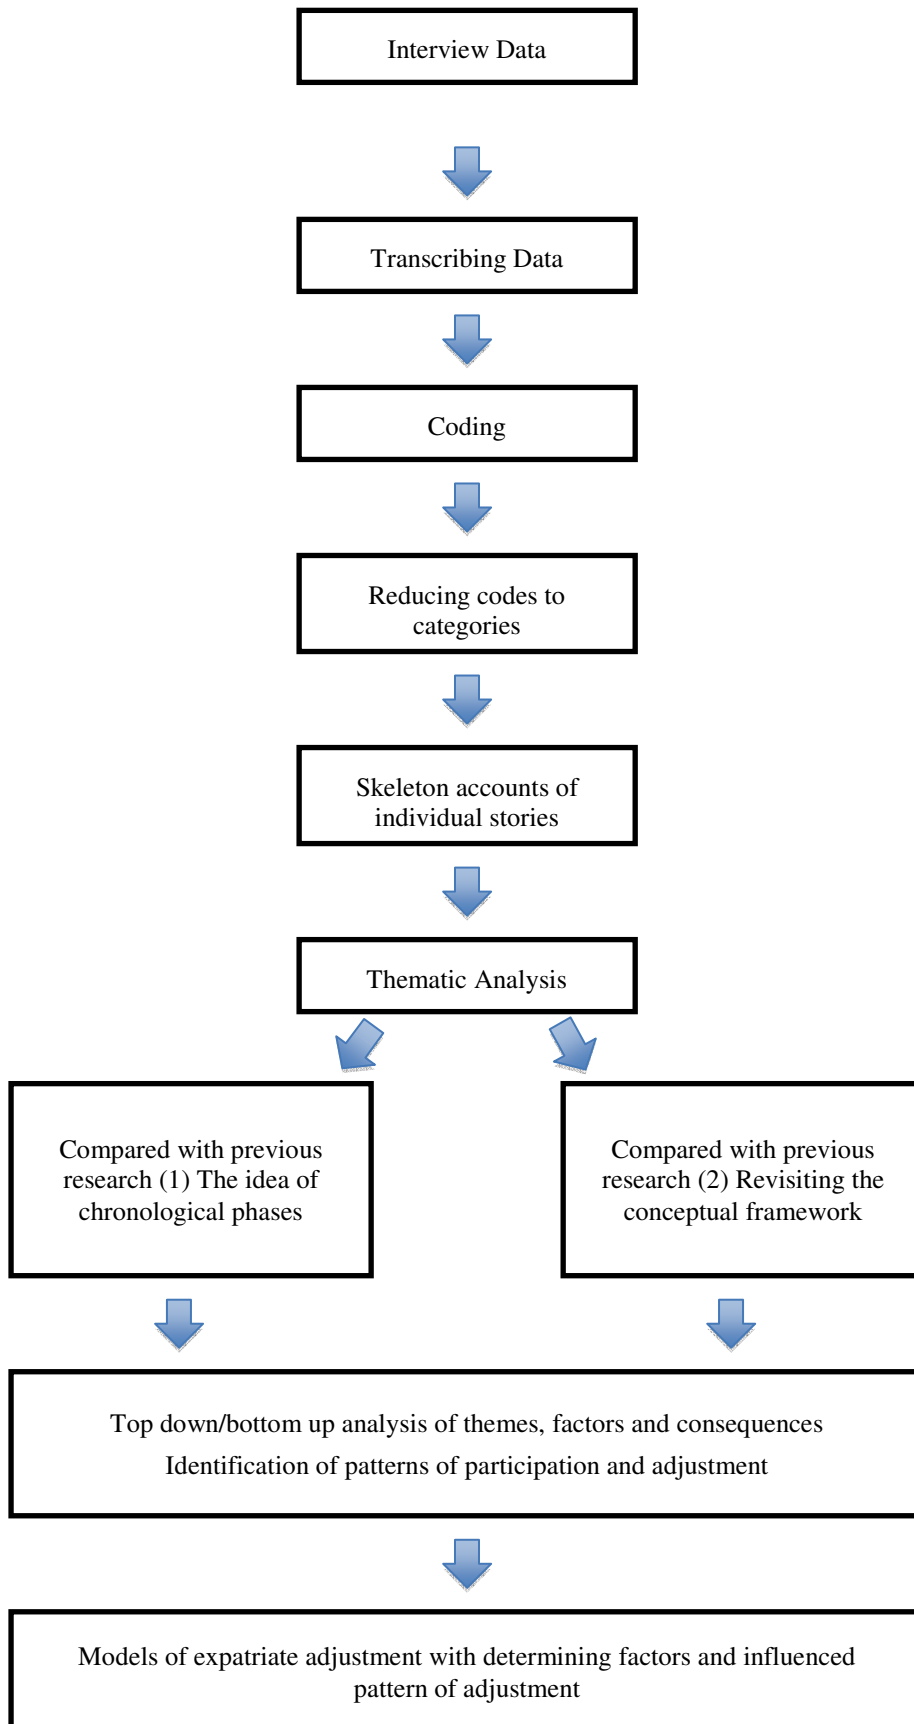 Interview Data
Transcribing Data
Coding
Reducing codes to
categories
Skeleton accounts of
individual stories
Thematic Analysis
Compared with previous
research (1) The idea of
chronological phases
Compared with previous
research (2) Revisiting the
conceptual framework
Top down/bottom up analysis of themes, factors and consequences
Identification of patterns of participation and adjustment
Models of expatriate adjustment with determining factors and influenced
pattern of adjustment